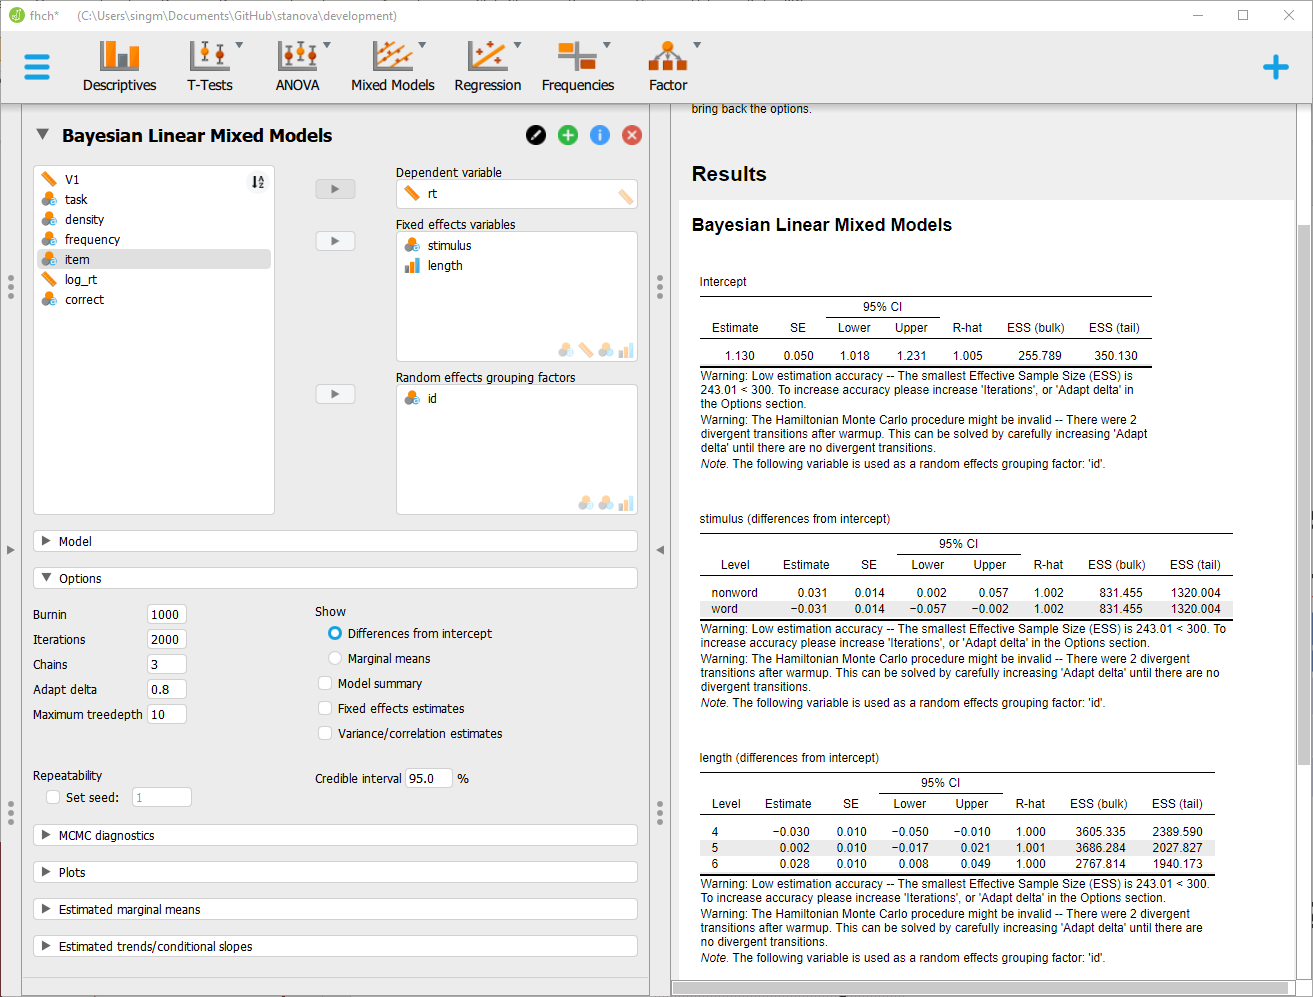 fhch* (C:\Users\singm\Documents\GitHub\stanova\development)
Descriptives T-Tests ANOVA Mixed Models Regression Frequencies Factor
Bayesian Linear Mixed Models
V1
task
density
frequency
item
log_rt
correct
Dependent variable
rt
Fixed effects variables
stimulus
length
Random effects grouping factors
id
Model
Options
Burnin 1000
Iterations 2000
Chains 3
Adapt delta 0.8
Maximum treedepth 10
Show
Differences from intercept
Marginal means
Model summary
Fixed effects estimates
Variance/correlation estimates
Repeatability
Set seed: 1
Credible interval 95.0 %
MCMC diagnostics
Plots
Estimated marginal means
Estimated trends/conditional slopes
bring back the options.
Results
Bayesian Linear Mixed Models
Intercept
95% CI
Estimate SE Lower Upper R-hat ESS (bulk) ESS (tail)
1.130 0.050 1.018 1.231 1.005 255.789 350.130
Warning: Low estimation accuracy -- The smallest Effective Sample Size (ESS) is
243.01 < 300. To increase accuracy please increase 'Iterations', or 'Adapt delta' in
the Options section.
Warning: The Hamiltonian Monte Carlo procedure might be invalid -- There were 2
divergent transitions after warmup. This can be solved by carefully increasing 'Adapt
delta' until there are no divergent transitions.
Note. The following variable is used as a random effects grouping factor: 'id'.
stimulus (differences from intercept)
95% CI
Level Estimate SE Lower Upper R-hat ESS (bulk) ESS (tail)
nonword 0.031 0.014 0.002 0.057 1.002 831.455 1320.004
word −0.031 0.014 −0.057 −0.002 1.002 831.455 1320.004
Warning: Low estimation accuracy -- The smallest Effective Sample Size (ESS) is 243.01 < 300. To
increase accuracy please increase 'Iterations', or 'Adapt delta' in the Options section.
Warning: The Hamiltonian Monte Carlo procedure might be invalid -- There were 2 divergent
transitions after warmup. This can be solved by carefully increasing 'Adapt delta' until there are no
divergent transitions.
Note. The following variable is used as a random effects grouping factor: 'id'.
length (differences from intercept)
95% CI
Level Estimate SE Lower Upper R-hat ESS (bulk) ESS (tail)
4 −0.030 0.010 −0.050 −0.010 1.000 3605.335 2389.590
5 0.002 0.010 −0.017 0.021 1.001 3686.284 2027.827
6 0.028 0.010 0.008 0.049 1.000 2767.814 1940.173
Warning: Low estimation accuracy -- The smallest Effective Sample Size (ESS) is 243.01 < 300.
To increase accuracy please increase 'Iterations', or 'Adapt delta' in the Options section.
Warning: The Hamiltonian Monte Carlo procedure might be invalid -- There were 2 divergent
transitions after warmup. This can be solved by carefully increasing 'Adapt delta' until there are
no divergent transitions.
Note. The following variable is used as a random effects grouping factor: 'id'.